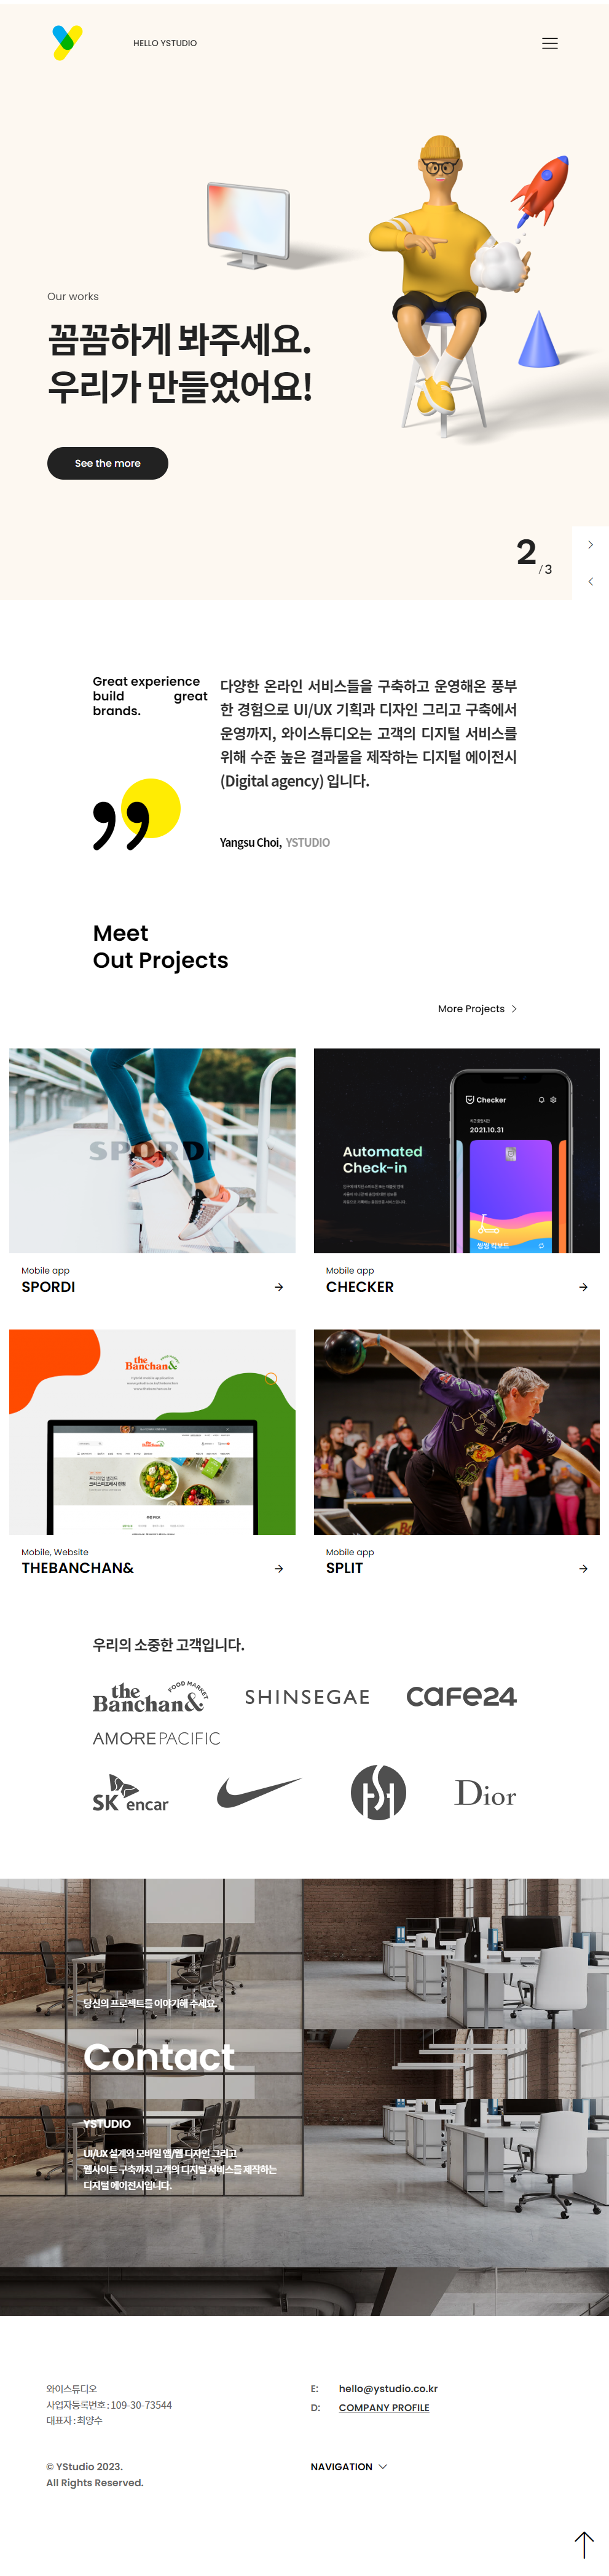 HELLO YSTUDIO
Our works
꼼꼼하게 봐주세요.
우리가 만들었어요!
See the more
2
/3
Great experience
build great
brands.
다양한 온라인 서비스들을 구축하고 운영해온 풍부
한 경험으로 UI/UX 기획과 디자인 그리고 구축에서
운영까지, 와이스튜디오는 고객의 디지털 서비스를
위해 수준 높은 결과물을 제작하는 디지털 에이전시
(Digital agency) 입니다.
Yangsu Choi, YSTUDIO
Meet
Out Projects
More Projects
SPORDI
Checker
2021.10.31
Automated
Check-in
Mobile app
SPORDI
Mobile app
CHECKER
the
Banchan&
Mobile, Website
THEBANCHAN&
Mobile app
SPLIT
우리의 소중한 고객입니다.
the
Banchan&
FOOD MARKET
SHINSEGAE
CAFE24
AMOREPACIFIC
SK encar
Dior
당신의 프로젝트를 이야기해 주세요.
Contact
YSTUDIO
UI/UX 설계와 모바일 앱/웹 디자인 그리고
웹사이트 구축까지 고객의 디지털 서비스를 제작하는
디지털 에이전시입니다.
와이스튜디오
사업자등록번호 : 109-30-73544
대표자 : 최양수
E: hello@ystudio.co.kr
D: COMPANY PROFILE
© YStudio 2023.
All Rights Reserved.
NAVIGATION